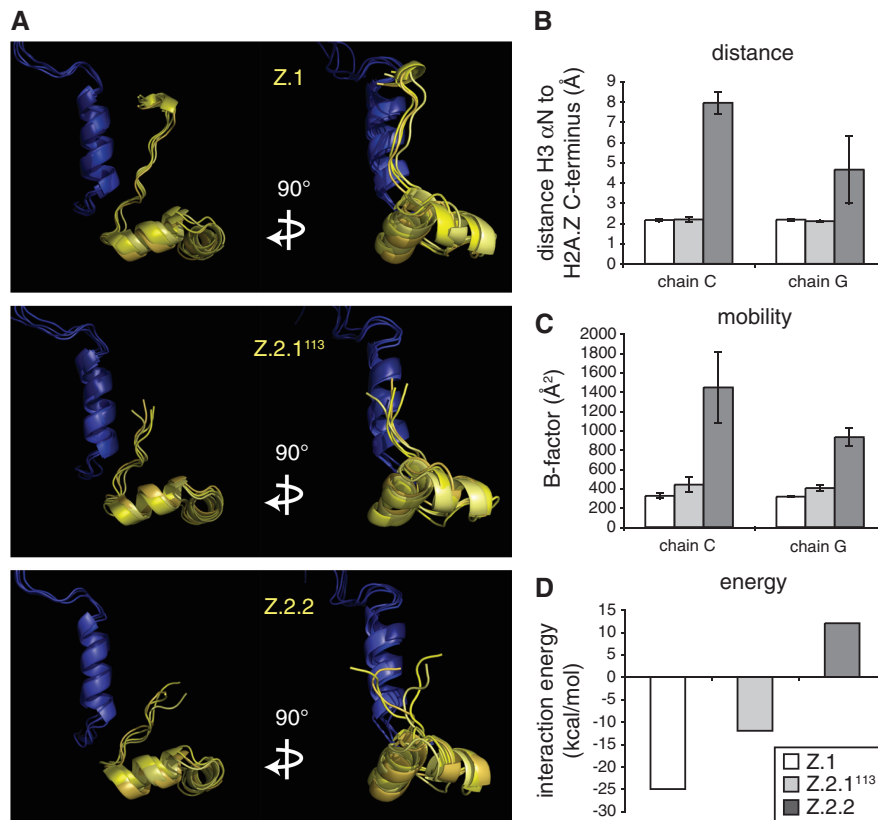 A
Z.1
90°
Z.2.1¹¹³
90°
Z.2.2
90°
B
distance
distance H3 αN to
H2A.Z C-terminus (Å)
9
8
7
6
5
4
3
2
1
0
chain C
chain G
C
mobility
B-factor (Å²)
2000
1800
1600
1400
1200
1000
800
600
400
200
0
chain C
chain G
D
energy
interaction energy
(kcal/mol)
15
10
5
0
-5
-10
-15
-20
-25
-30
Z.1
Z.2.1¹¹³
Z.2.2